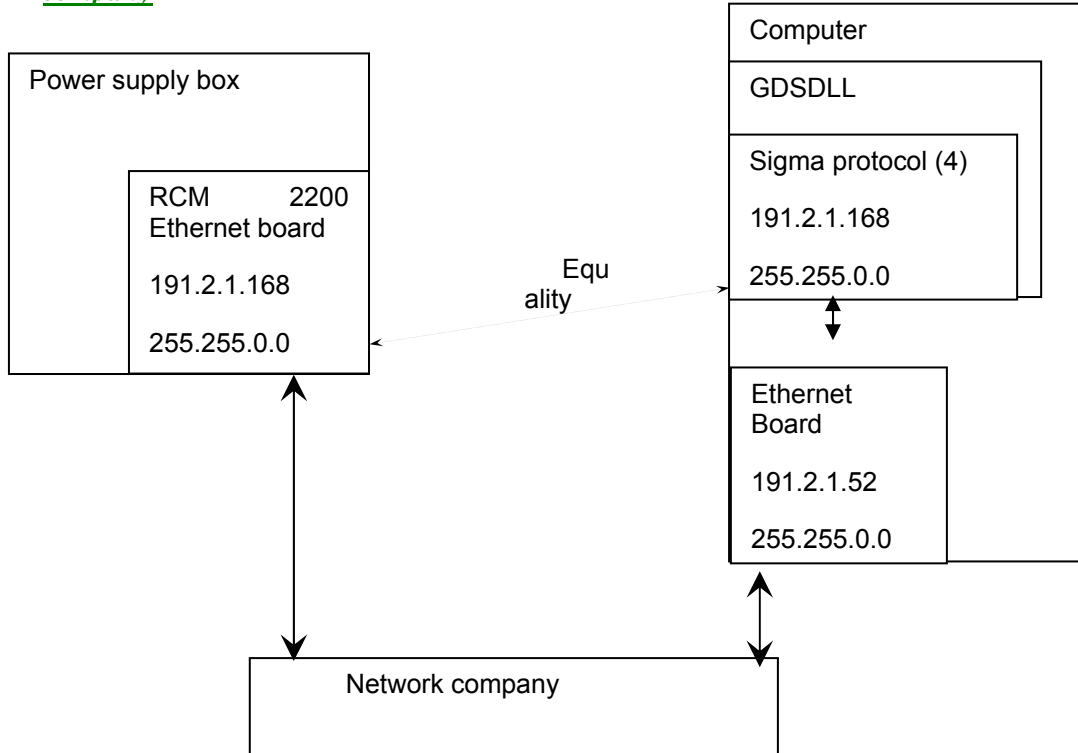 Power supply box
RCM 2200
Ethernet board
191.2.1.168
255.255.0.0
Equ
ality
Computer
GDSDLL
Sigma protocol (4)
191.2.1.168
255.255.0.0
Ethernet
Board
191.2.1.52
255.255.0.0
Network company